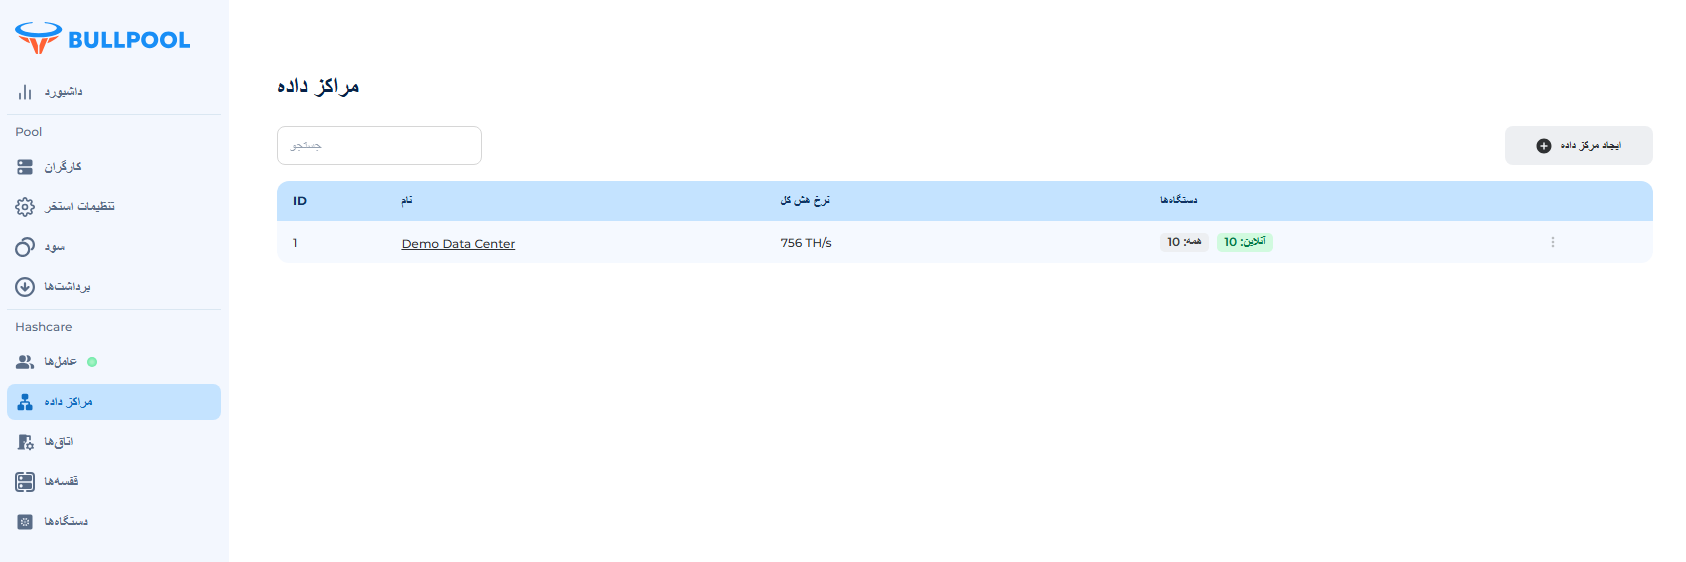 BULLPOOL
داشبورد
Pool
کارگران
تنظیمات استخر
سود
برداشت‌ها
Hashcare
عامل‌ها
مراکز داده
اتاق‌ها
قفسه‌ها
دستگاه‌ها
مراکز داده
جستجو
ایجاد مرکز داده
ID نام نرخ هش کل دستگاه‌ها
1 Demo Data Center 756 TH/s همه: 10 آنلاین: 10